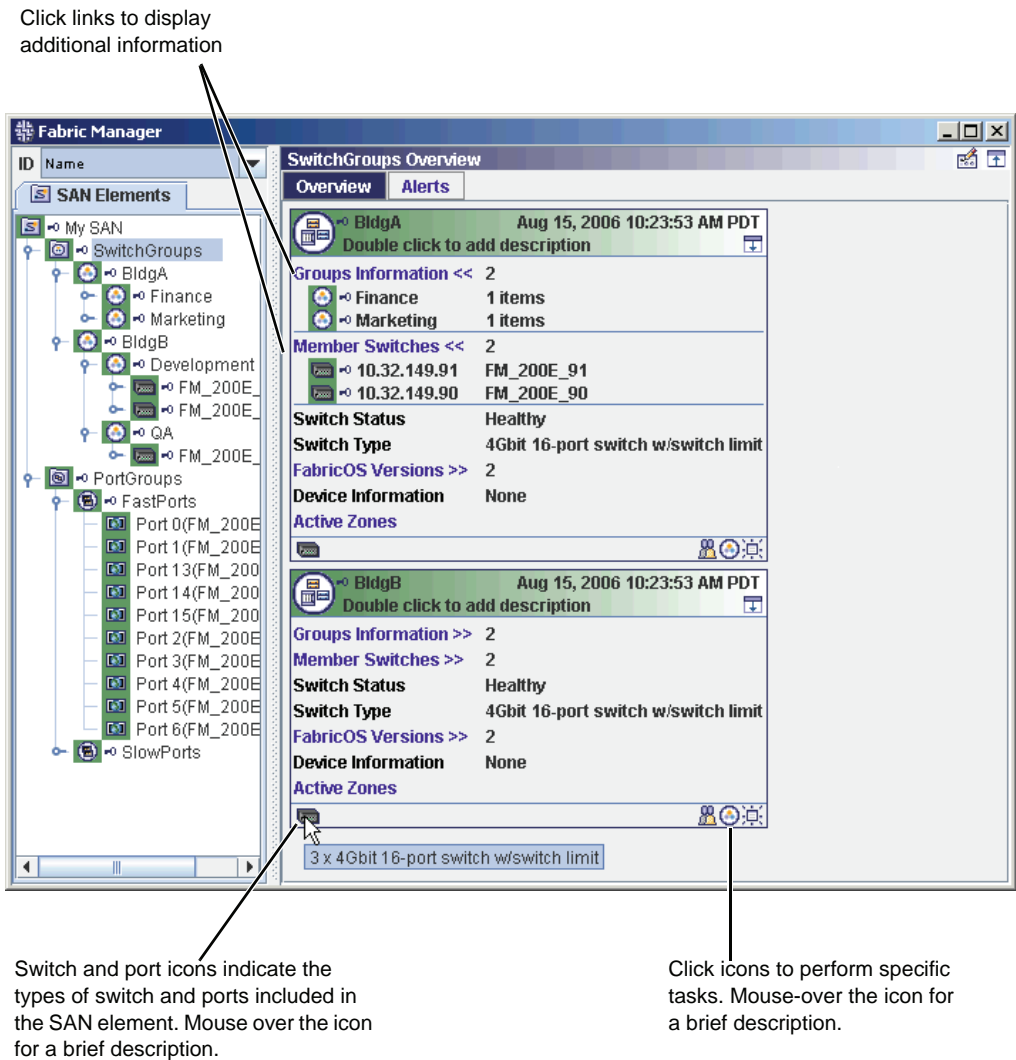 Click links to display
additional information
Fabric Manager
ID Name
SAN Elements
My SAN
SwitchGroups
BldgA
Finance
Marketing
BldgB
Development
FM_200E_
FM_200E_
QA
FM_200E_
PortGroups
FastPorts
Port 0(FM_200E
Port 1(FM_200E
Port 13(FM_200
Port 14(FM_200
Port 15(FM_200
Port 2(FM_200E
Port 3(FM_200E
Port 4(FM_200E
Port 5(FM_200E
Port 6(FM_200E
SlowPorts
SwitchGroups Overview
Overview Alerts
BldgA Aug 15, 2006 10:23:53 AM PDT
Double click to add description
Groups Information << 2
Finance 1 items
Marketing 1 items
Member Switches << 2
10.32.149.91 FM_200E_91
10.32.149.90 FM_200E_90
Switch Status Healthy
Switch Type 4Gbit 16-port switch w/switch limit
FabricOS Versions >> 2
Device Information None
Active Zones
BldgB Aug 15, 2006 10:23:53 AM PDT
Double click to add description
Groups Information >> 2
Member Switches >> 2
Switch Status Healthy
Switch Type 4Gbit 16-port switch w/switch limit
FabricOS Versions >> 2
Device Information None
Active Zones
3 x 4Gbit 16-port switch w/switch limit
Switch and port icons indicate the
types of switch and ports included in
the SAN element. Mouse over the icon
for a brief description.
Click icons to perform specific
tasks. Mouse-over the icon for
a brief description.